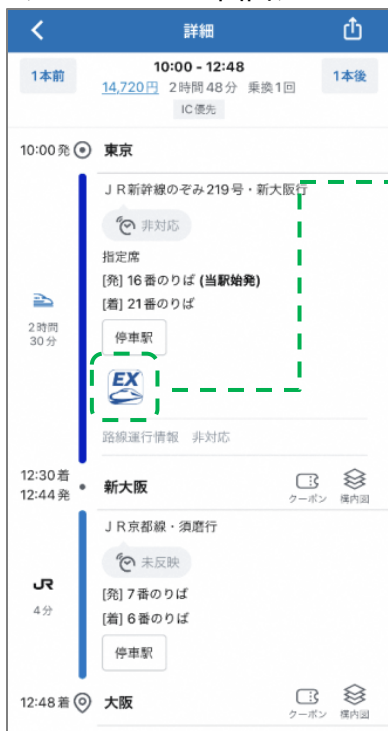 詳細
1本前
10:00 - 12:48
14,720円 2時間48分 乗換1回
IC優先
1本後
10:00発 東京
JR新幹線のぞみ219号・新大阪行
非対応
指定席
[発] 16番のりば (当駅始発)
[着] 21番のりば
2時間
30分
停車駅
EX
路線運行情報 非対応
12:30着
12:44発
新大阪
クーポン
構内図
JR京都線・須磨行
未反映
[発] 7番のりば
[着] 6番のりば
JR
4分
停車駅
12:48着 大阪
クーポン
構内図